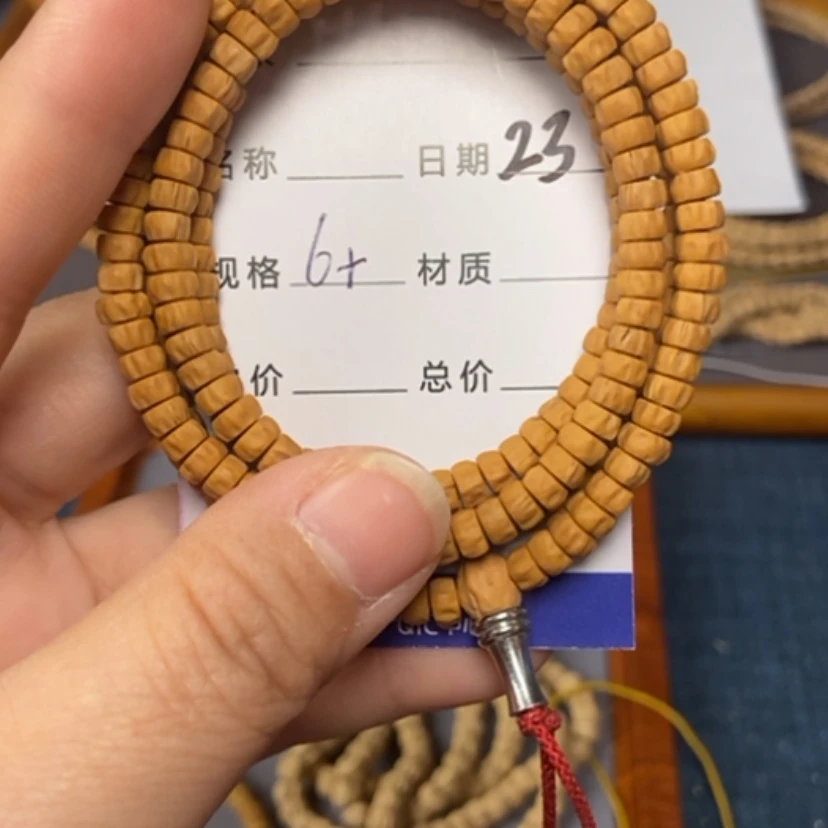 名称 日期 23
规格 6+ 材质
价 总价